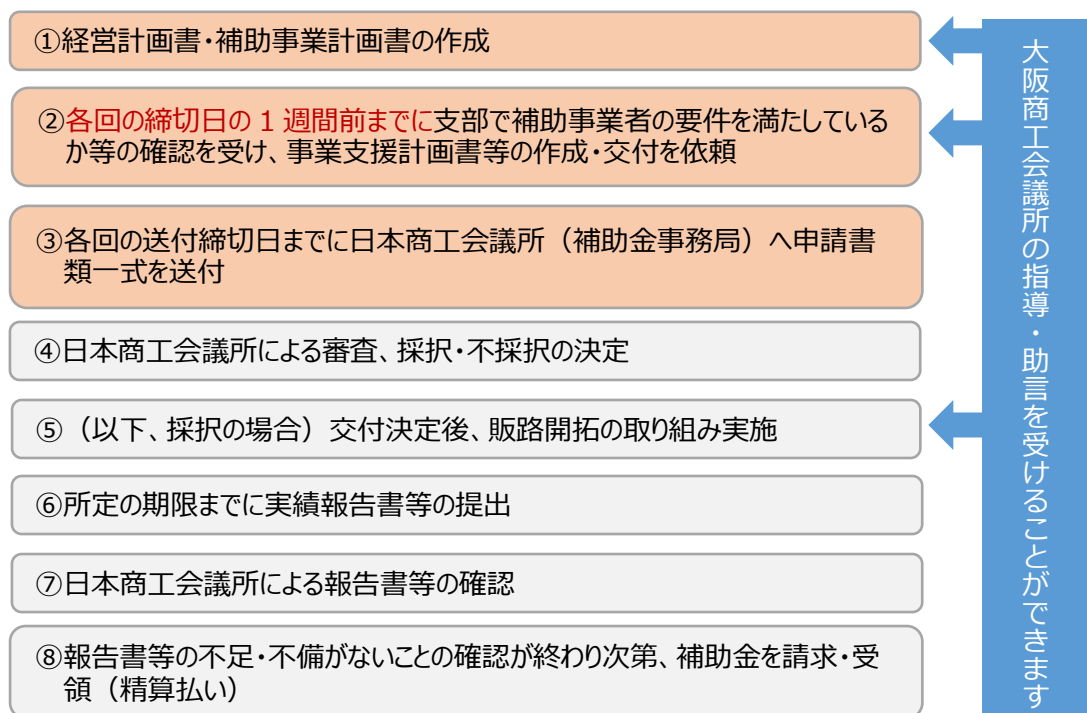 ①経営計画書・補助事業計画書の作成
②各回の締切日の 1 週間前までに支部で補助事業者の要件を満たしている
か等の確認を受け、事業支援計画書等の作成・交付を依頼
③各回の送付締切日までに日本商工会議所（補助金事務局）へ申請書
類一式を送付
④日本商工会議所による審査、採択・不採択の決定
⑤（以下、採択の場合）交付決定後、販路開拓の取り組み実施
⑥所定の期限までに実績報告書等の提出
⑦日本商工会議所による報告書等の確認
⑧報告書等の不足・不備がないことの確認が終わり次第、補助金を請求・受
領（精算払い）
大阪商工会議所の指導・助言を受けることができます